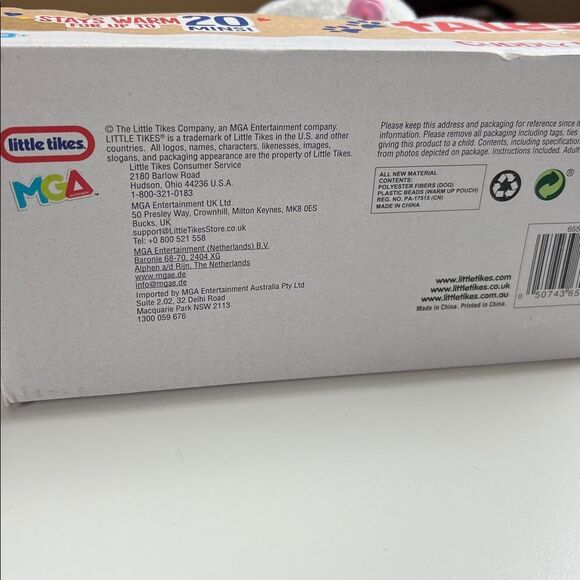 STAYS WARM
FOR UP TO
20
MINS!
little tikes
MGA
© The Little Tikes Company, an MGA Entertainment company.
LITTLE TIKES® is a trademark of Little Tikes in the U.S. and other
countries. All logos, names, characters, likenesses, images,
slogans, and packaging appearance are the property of Little Tikes.
Little Tikes Consumer Service
2180 Barlow Road
Hudson, Ohio 44236 U.S.A.
1-800-321-0183
MGA Entertainment UK Ltd.
50 Presley Way, Crownhill, Milton Keynes, MK8 0ES
Bucks, UK
support@LittleTikesStore.co.uk
Tel: +0 800 521 558
MGA Entertainment (Netherlands) B.V.
Baronie 68-70, 2404 XG
Alphen a/d Rijn, The Netherlands
www.mgae.de
info@mgae.de
Imported by MGA Entertainment Australia Pty Ltd
Suite 2.02, 32 Delhi Road
Macquarie Park NSW 2113
1300 059 676
Please keep this address and packaging for reference since it
information. Please remove all packaging including tags, ties
giving this product to a child. Contents, including specification
from photos depicted on package. Instructions Included. Adult
ALL NEW MATERIAL
CONTENTS:
POLYESTER FIBERS (DOG)
PLASTIC BEADS (WARM UP POUCH)
REG. NO. PA-17515 (CN)
MADE IN CHINA
www.littletikes.com
www.littletikes.co.uk
www.littletikes.com.au
Made in China. Printed in China.
655
0 50743 65